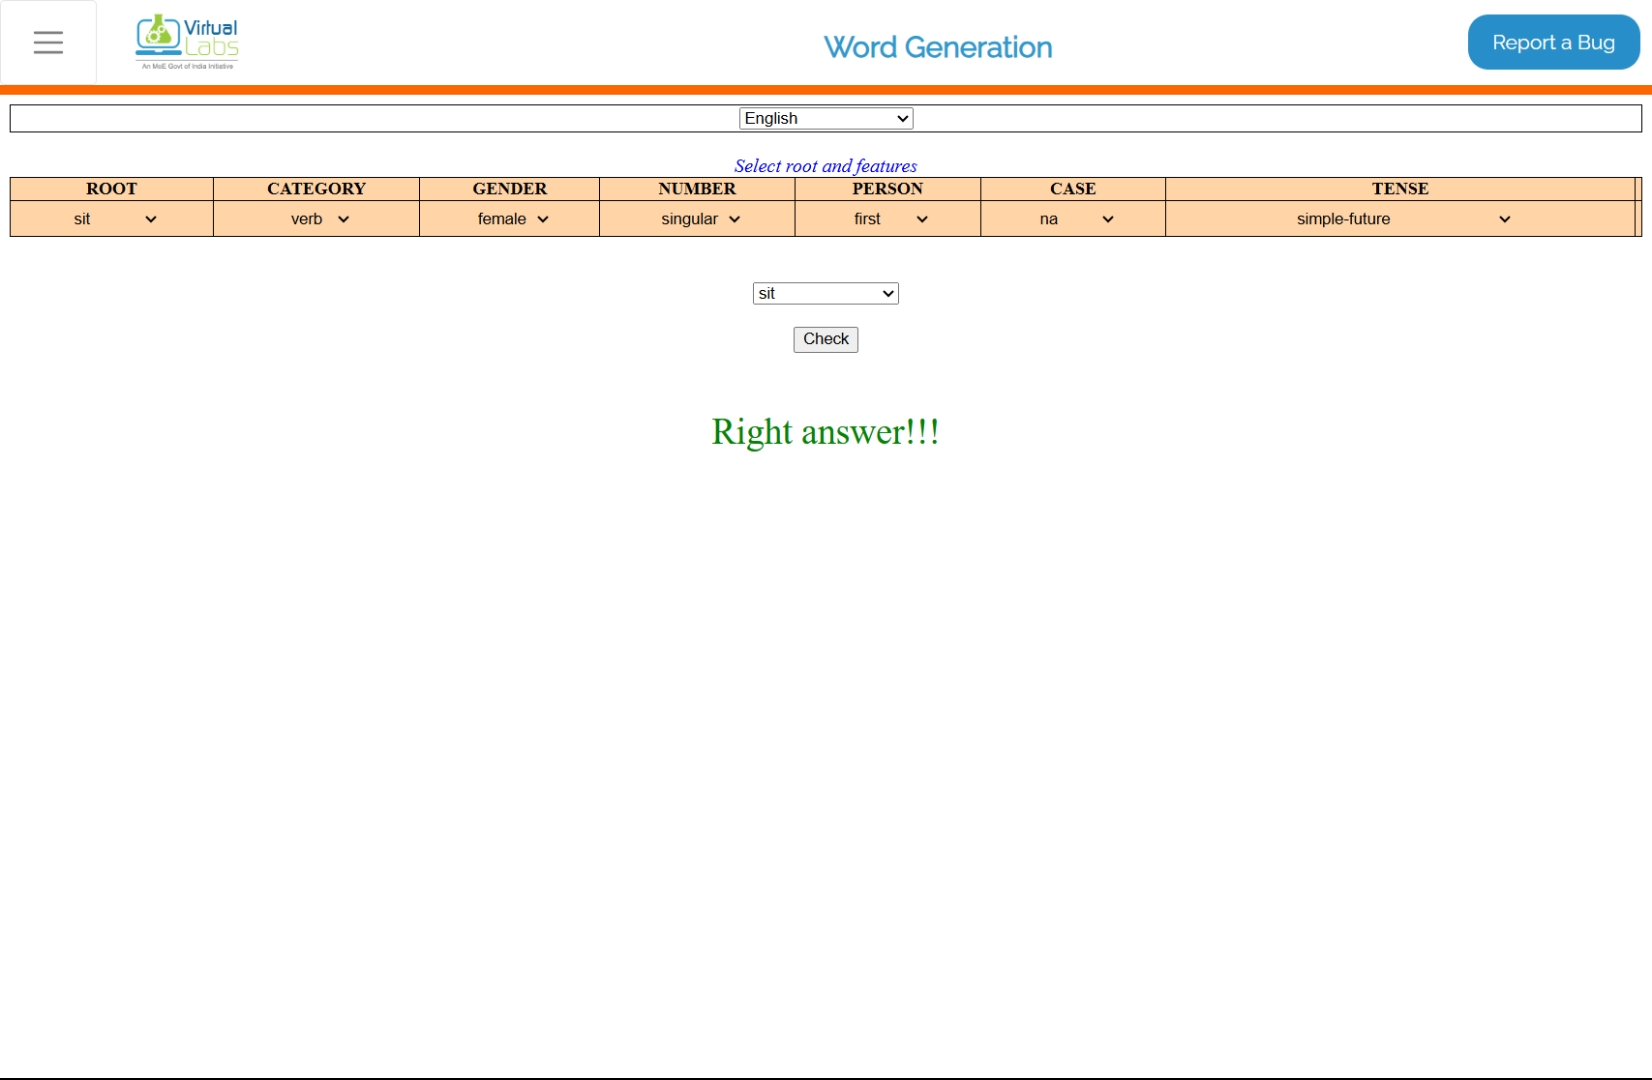 Virtual
Labs
An MoE Govt of India Initiative
Word Generation
Report a Bug
English
Select root and features
ROOT CATEGORY GENDER NUMBER PERSON CASE TENSE
sit verb female singular first na simple-future
sit
Check
Right answer!!!